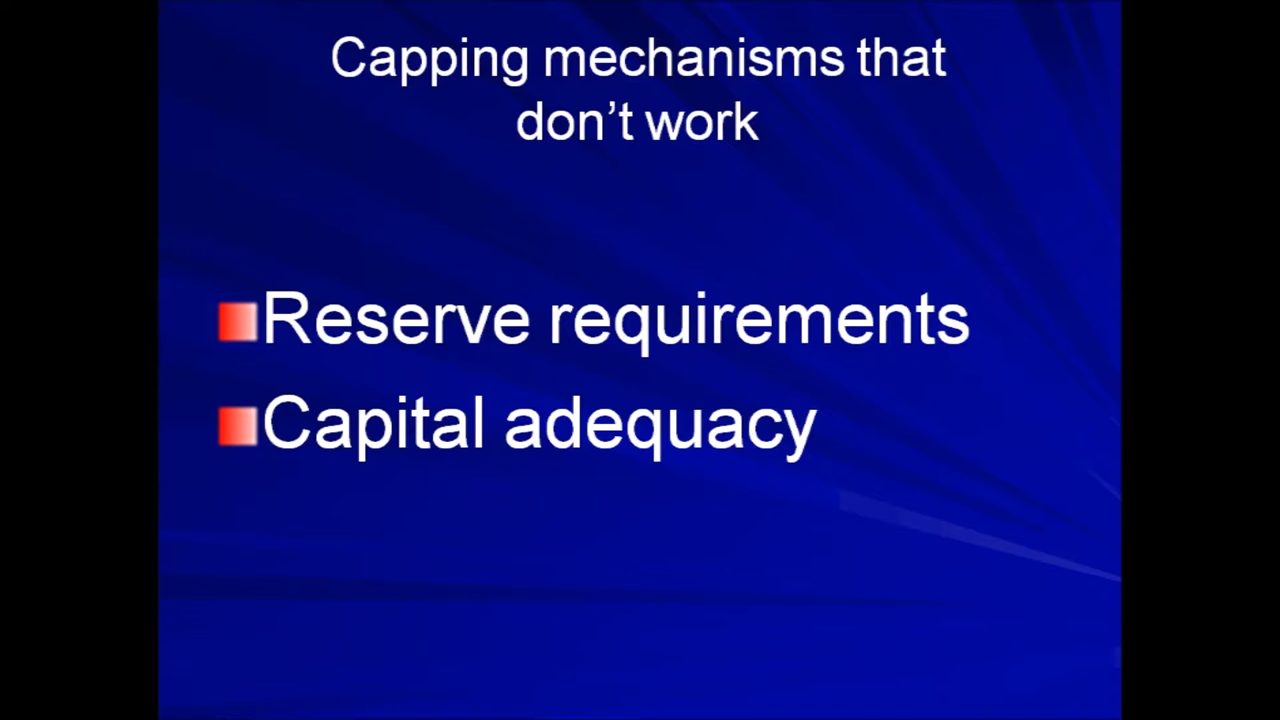 Capping mechanisms that
don’t work
Reserve requirements
Capital adequacy